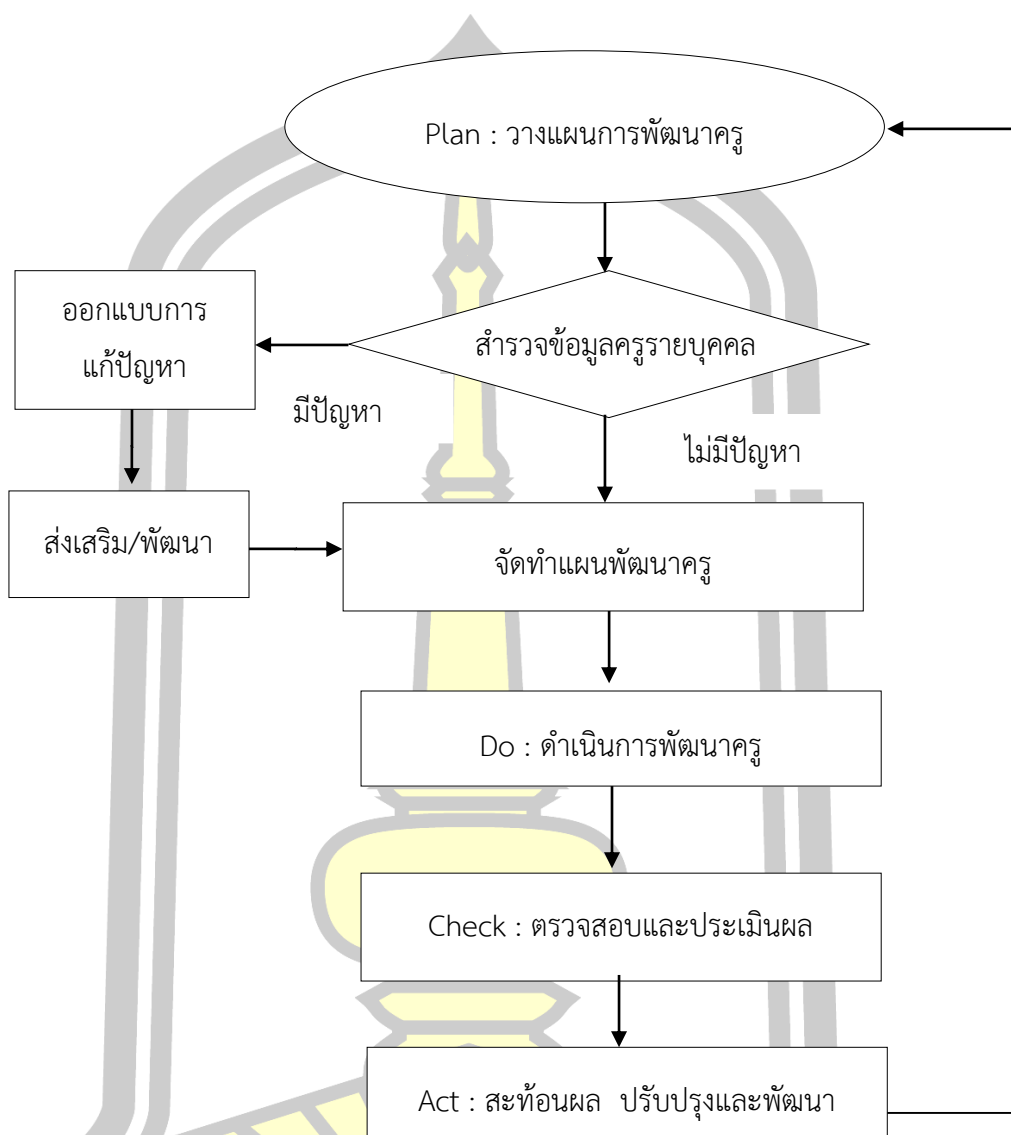 Plan : วางแผนการพัฒนาครู
ออกแบบการ
แก้ปัญหา
สำรวจข้อมูลครูรายบุคคล
มีปัญหา
ไม่มีปัญหา
ส่งเสริม/พัฒนา
จัดทำแผนพัฒนาครู
Do : ดำเนินการพัฒนาครู
Check : ตรวจสอบและประเมินผล
Act : สะท้อนผล ปรับปรุงและพัฒนา